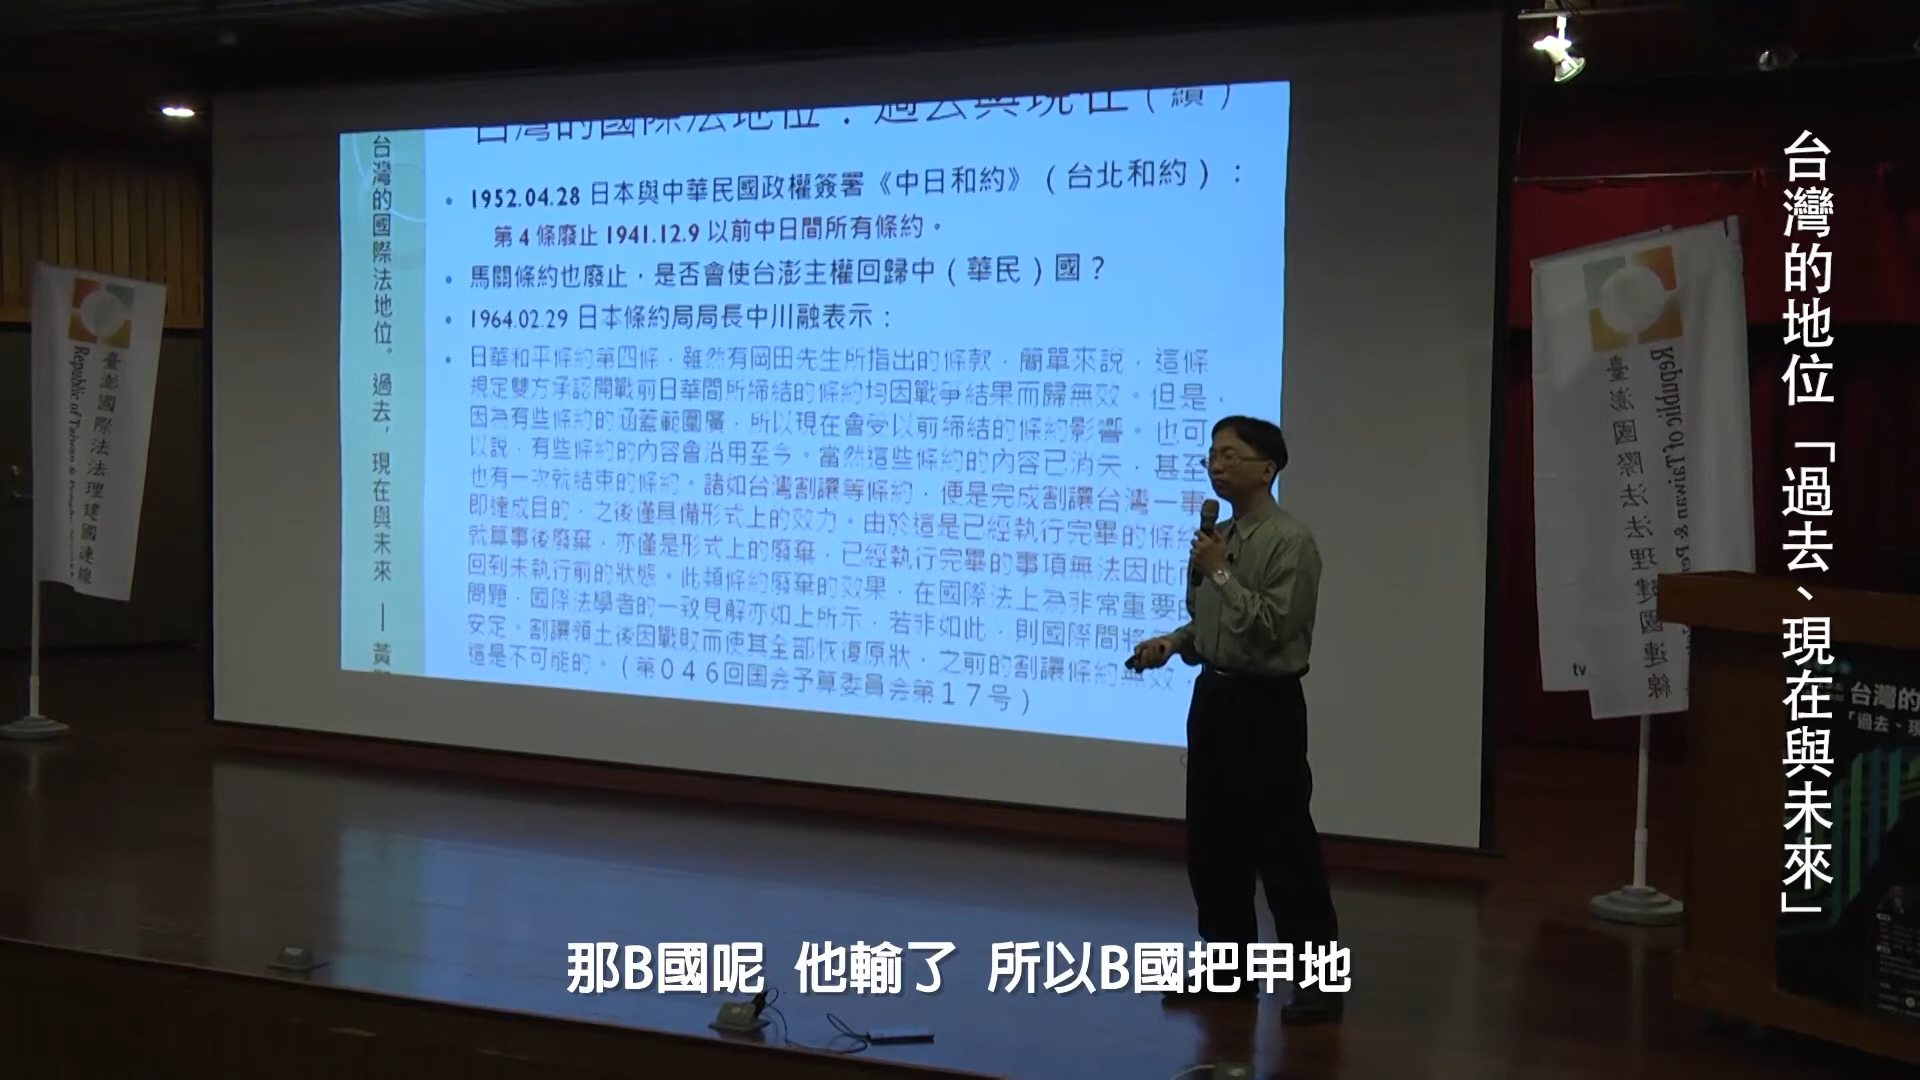 台灣的國際法地位：過去與現在（續）
台灣的國際法地位。過去，現在與未來 — 黃
• 1952.04.28 日本與中華民國政權簽署《中日和約》（台北和約）：
第 4 條廢止 1941.12.9 以前中日間所有條約。
• 馬關條約也廢止，是否會使台澎主權回歸中（華民）國？
• 1964.02.29 日本條約局局長中川融表示：
• 日華和平條約第四條，雖然有岡田先生所指出的條款，簡單來說，這條
規定雙方承認開戰前日華間所締結的條約均因戰爭結果而歸無效。但是，
因為有些條約的涵蓋範圍廣，所以現在會受以前締結的條約影響。也可
以說，有些條約的內容會沿用至今。當然這些條約的內容已消失，甚至
也有一次就結束的條約。諸如台灣割讓等條約，便是完成割讓台灣一事
即達成目的，之後僅具備形式上的效力。由於這是已經執行完畢的條約
就算事後廢棄，亦僅是形式上的廢棄，已經執行完畢的事項無法因此而
回到未執行前的狀態。此類條約廢棄的效果，在國際法上為非常重要的
問題，國際法學者的一致見解亦如上所示，若非如此，則國際間將
安定。割讓領土後因戰敗而使其全部恢復原狀，之前的割讓條約無效，
這是不可能的。（第０４６回国会予算委員会第１７号）
臺澎國際法法理建國連線
Republic of Taiwan &
臺澎國際法法理建國連線
Republic of Taiwan &
tv
台灣的
「過去、現
台灣的地位「過去、現在與未來」
那B國呢 他輸了 所以B國把甲地